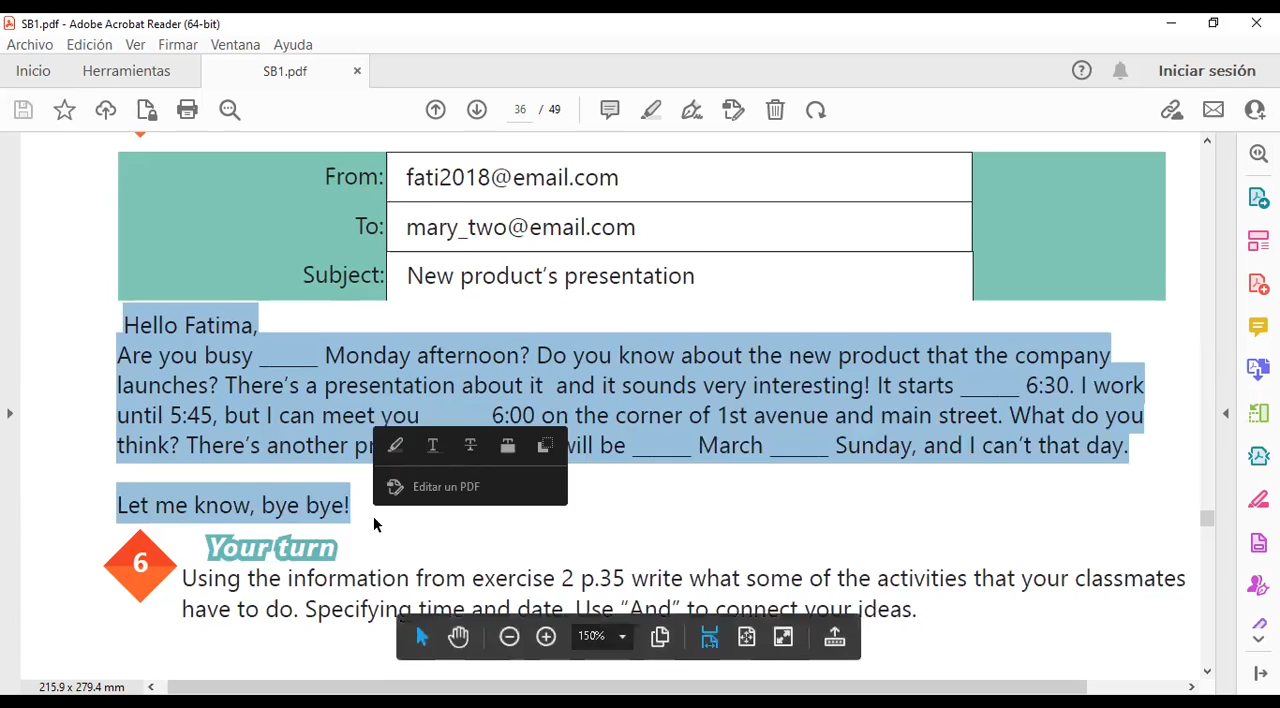 SB1.pdf - Adobe Acrobat Reader (64-bit)
Archivo Edición Ver Firmar Ventana Ayuda
Inicio Herramientas SB1.pdf × Iniciar sesión
36 / 49
From: fati2018@email.com
To: mary_two@email.com
Subject: New product's presentation
Hello Fatima,
Are you busy ______ Monday afternoon? Do you know about the new product that the company
launches? There's a presentation about it and it sounds very interesting! It starts ______ 6:30. I work
until 5:45, but I can meet you ______ 6:00 on the corner of 1st avenue and main street. What do you
think? There's another will be ______ March ______ Sunday, and I can't that day.
Editar un PDF
Let me know, bye bye!
6 Your turn
Using the information from exercise 2 p.35 write what some of the activities that your classmates
have to do. Specifying time and date. Use “And” to connect your ideas.
150%
215.9 x 279.4 mm